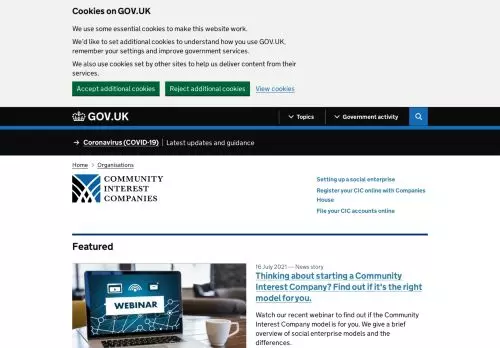 Cookies on GOV.UK
We use some essential cookies to make this website work.
We'd like to set additional cookies to understand how you use GOV.UK,
remember your settings and improve government services.
We also use cookies set by other sites to help us deliver content from their
services.
Accept additional cookies Reject additional cookies View cookies
GOV.UK Topics Government activity
→ Coronavirus (COVID-19) Latest updates and guidance
Home > Organisations
COMMUNITY
INTEREST
COMPANIES
Setting up a social enterprise
Register your CIC online with Companies
House
File your CIC accounts online
Featured
WEBINAR
16 July 2021 — News story
Thinking about starting a Community
Interest Company? Find out if it's the right
model for you.
Watch our recent webinar to find out if the
Community Interest Company model is for you. We give a brief
overview of social enterprise models and the
differences.